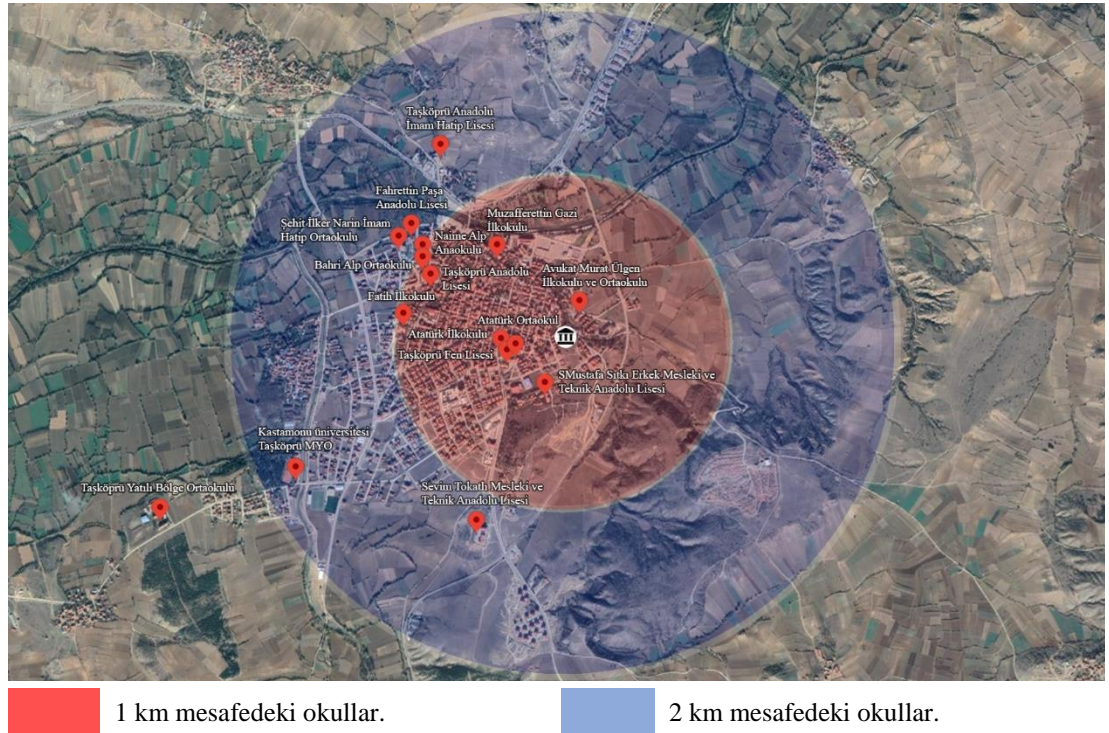 Taşköprü Anadolu
İmam Hatip Lisesi
Fahrettin Paşa
Anadolu Lisesi
Şehit İlker Narin İmam
Hatip Ortaokulu
Muzafferettin Gazi
İlkokulu
Naime Alp
Anaokulu
Bahri Alp Ortaokulu
Taşköprü Anadolu
Lisesi
Avukat Murat Ülgen
İlkokulu ve Ortaokulu
Fatih İlkokulu
Atatürk Ortaokul
Atatürk İlkokulu
Taşköprü Fen Lisesi
SMustafa Sıtkı Erkek Mesleki ve
Teknik Anadolu Lisesi
Kastamonu üniversitesi
Taşköprü MYO
Taşköprü Yatılı Bölge Ortaokulu
Sevim Tokatlı Mesleki ve
Teknik Anadolu Lisesi
1 km mesafedeki okullar.
2 km mesafedeki okullar.